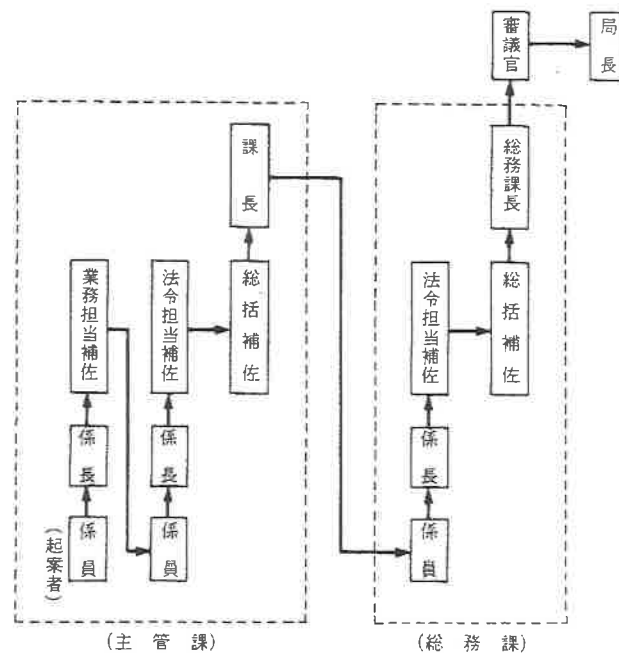 審議官
局長
課長
総務課長
業務担当補佐
法令担当補佐
総括補佐
法令担当補佐
総括補佐
係長
係長
係長
(起案者)
係員
係員
係員
(主管課)
(総務課)